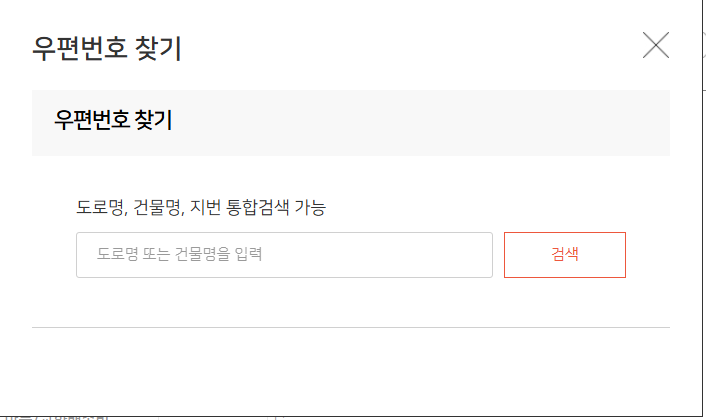 우편번호 찾기
우편번호 찾기
도로명, 건물명, 지번 통합검색 가능
도로명 또는 건물명을 입력
검색